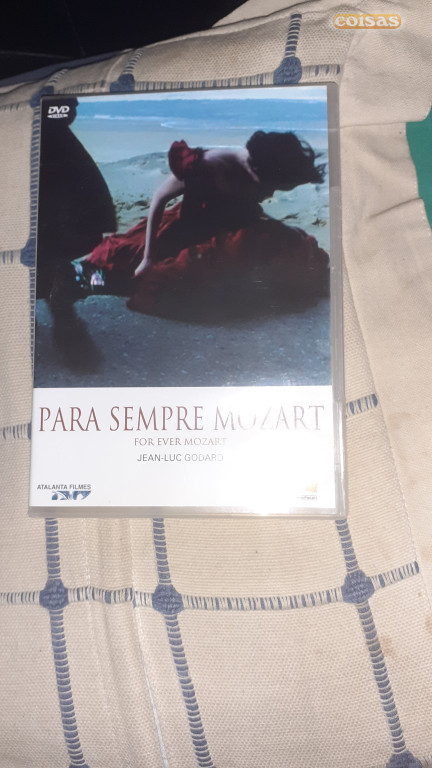 coisas
DVD
PARA SEMPRE MOZART
FOR EVER MOZART
JEAN-LUC GODARD
ATALANTA FILMES